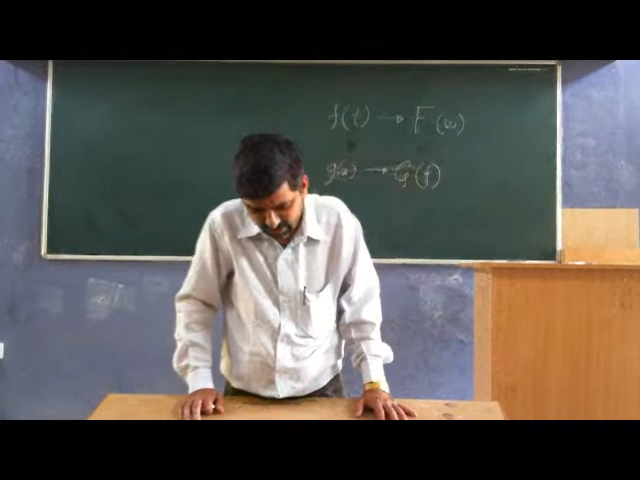 f(t) → F(ω)
g(x) → G(f)